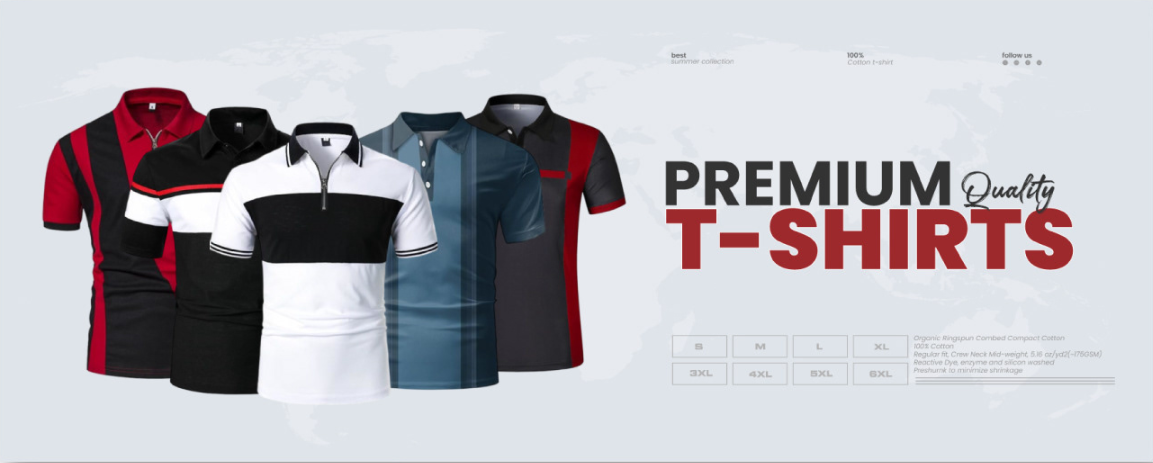 best
summer collection
100%
Cotton t-shirt
follow us
PREMIUM Quality
T-SHIRTS
S M L XL
3XL 4XL 5XL 6XL
Organic Ringspun Combed Compact Cotton
100% Cotton
Regular fit, Crew Neck Mid-weight, 5.16 oz/yd2(~175GSM)
Reactive Dye, enzyme and silicon washed
Preshurnk to minimize shrinkage